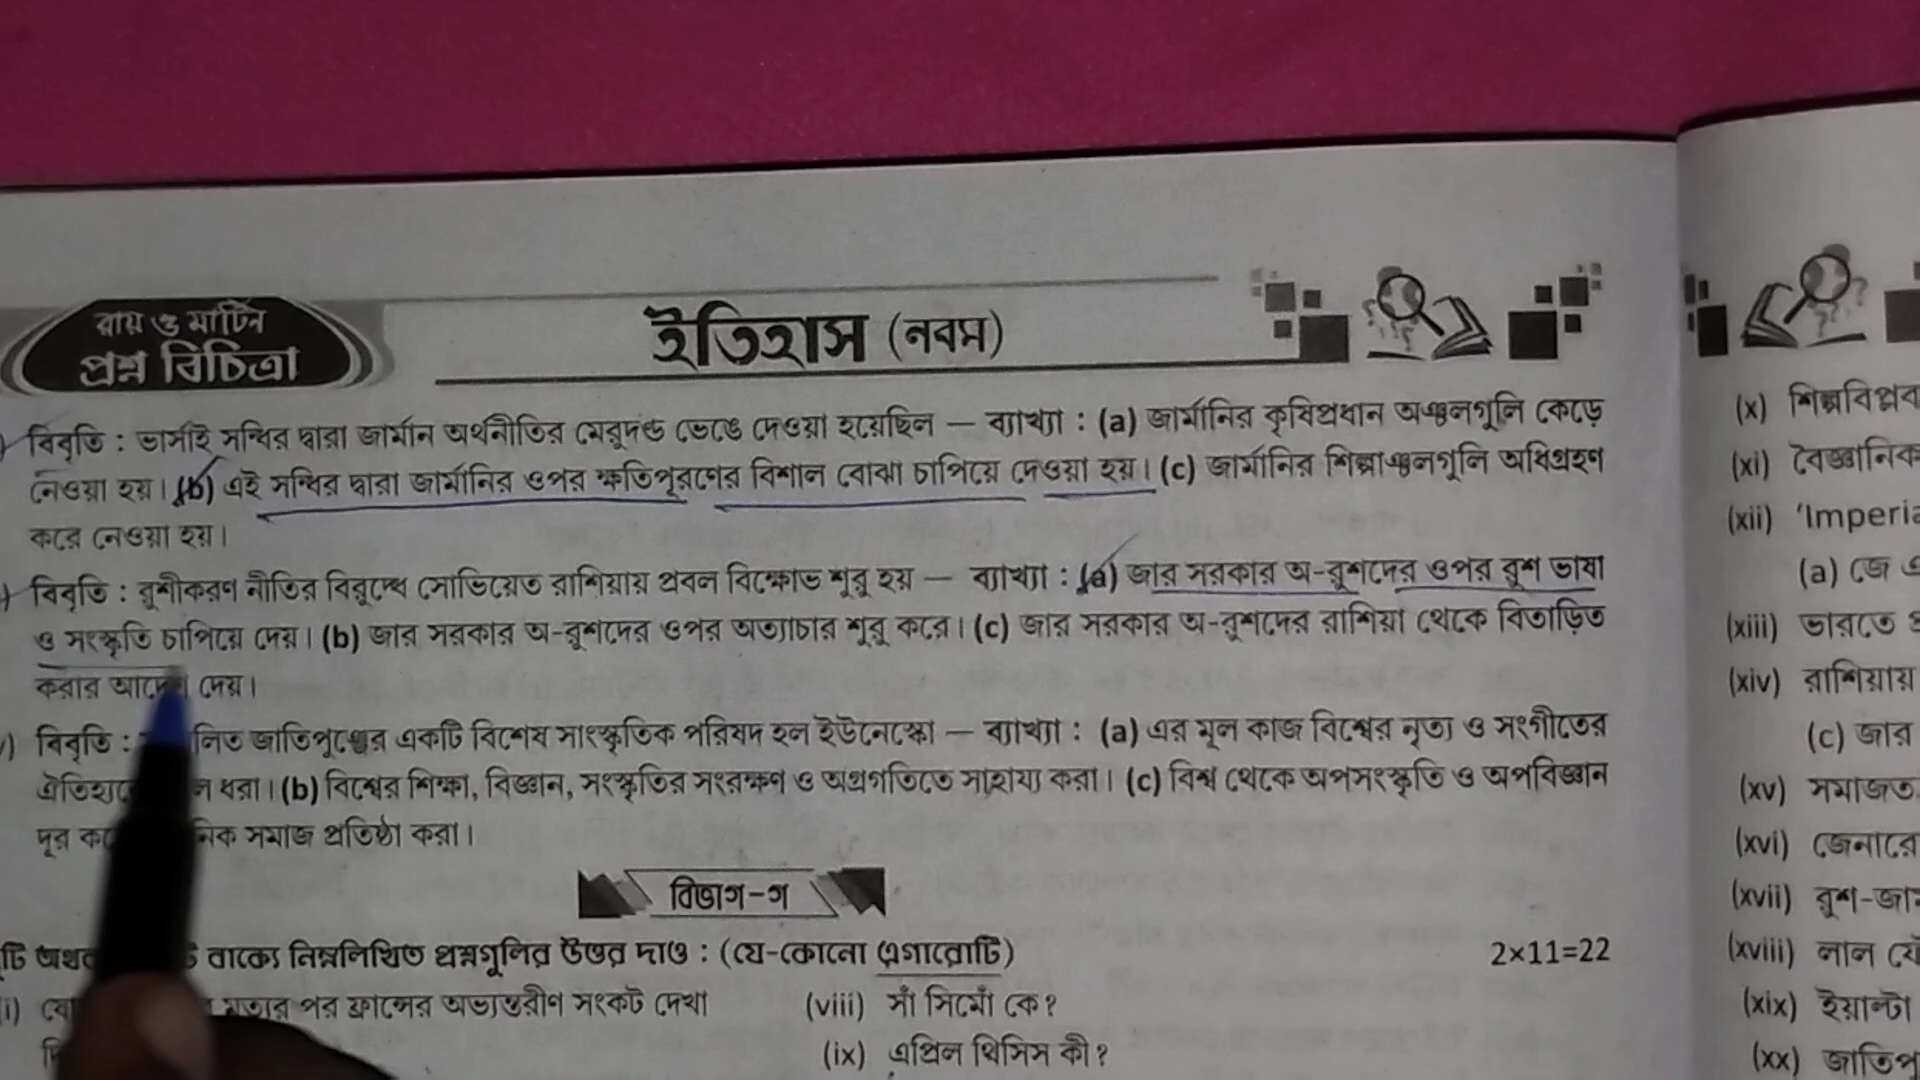 রায় ও মার্টিন
প্রশ্ন বিচিত্রা
ইতিহাস (নবম)
বিবৃতি : ভার্সাই সন্ধির দ্বারা জার্মান অর্থনীতির মেরুদণ্ড ভেঙে দেওয়া হয়েছিল — ব্যাখ্যা : (a) জার্মানির কৃষিপ্রধান অঞ্চলগুলি কেড়ে
নেওয়া হয়। (b) এই সন্ধির দ্বারা জার্মানির ওপর ক্ষতিপূরণের বিশাল বোঝা চাপিয়ে দেওয়া হয়। (c) জার্মানির শিল্পাঞ্চলগুলি অধিগ্রহণ
করে নেওয়া হয়।
বিবৃতি : রুশীকরণ নীতির বিরুদ্ধে সোভিয়েত রাশিয়ায় প্রবল বিক্ষোভ শুরু হয় — ব্যাখ্যা : (a) জার সরকার অ-রুশদের ওপর রুশ ভাষা
ও সংস্কৃতি চাপিয়ে দেয়। (b) জার সরকার অ-রুশদের ওপর অত্যাচার শুরু করে। (c) জার সরকার অ-রুশদের রাশিয়া থেকে বিতাড়িত
করার আদেশ দেয়।
বিবৃতি : জাতিপুঞ্জের একটি বিশেষ সাংস্কৃতিক পরিষদ হল ইউনেস্কো — ব্যাখ্যা : (a) এর মূল কাজ বিশ্বের নৃত্য ও সংগীতের
ধরা। (b) বিশ্বের শিক্ষা, বিজ্ঞান, সংস্কৃতির সংরক্ষণ ও অগ্রগতিতে সাহায্য করা। (c) বিশ্ব থেকে অপসংস্কৃতি ও অপবিজ্ঞান
দূর সমাজ প্রতিষ্ঠা করা।
বিভাগ-গ
বাক্যে নিম্নলিখিত প্রশ্নগুলির উত্তর দাও : (যে-কোনো এগারোটি) 2×11=22
পর ফ্রান্সের অভ্যন্তরীণ সংকট দেখা
(viii) সাঁ সিমোঁ কে?
(ix) এপ্রিল থিসিস কী?
(x) শিল্পবিপ্লব
(xi) বৈজ্ঞানিক
(xii)
(a) জে
(xiii) ভারতে
(xiv) রাশিয়ায়
(c) জার
(xv)
(xvi)
(xvii)
(xviii) লাল
(xix) ইয়াল্টা
(xx)